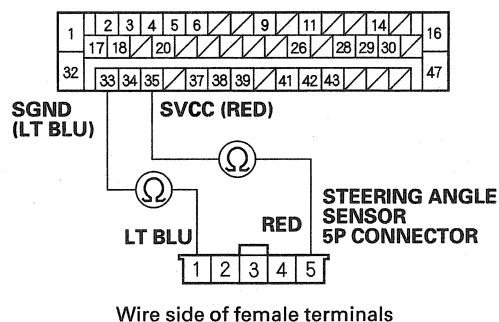 1 2 3 4 5 6 9 11 14 16
17 18 20 26 28 29 30
32 33 34 35 37 38 39 41 42 43 47
SGND
(LT BLU)
SVCC (RED)
Ω
Ω
STEERING ANGLE
SENSOR
5P CONNECTOR
RED
LT BLU
1 2 3 4 5
Wire side of female terminals